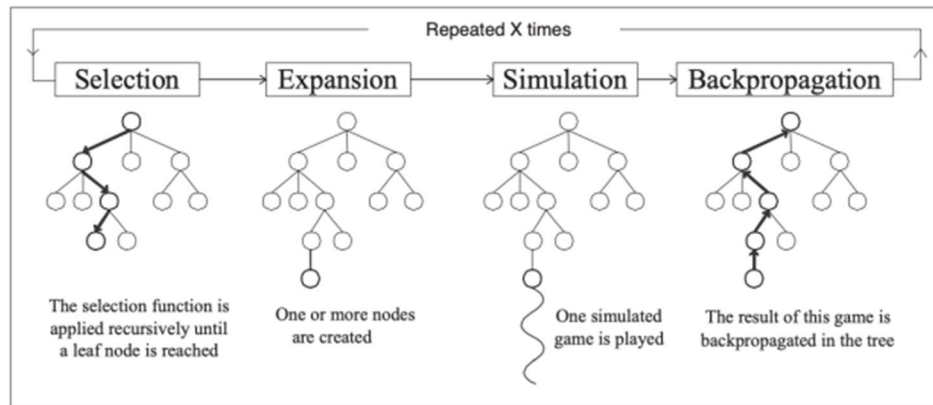 Repeated X times
Selection
Expansion
Simulation
Backpropagation
The selection function is
applied recursively until
a leaf node is reached
One or more nodes
are created
One simulated
game is played
The result of this game is
backpropagated in the tree